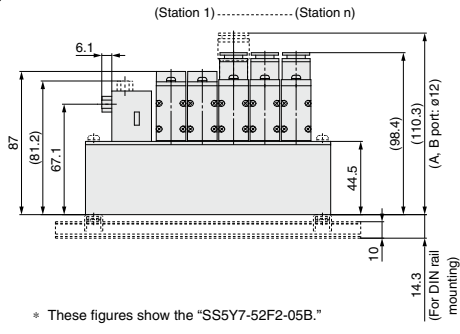 (Station 1) ---------- (Station n)
6.1
87
(81.2)
67.1
44.5
(98.4)
(110.3)
(A, B port: ø12)
10
14.3
(For DIN rail
mounting)
* These figures show the “SS5Y7-52F2-05B.”